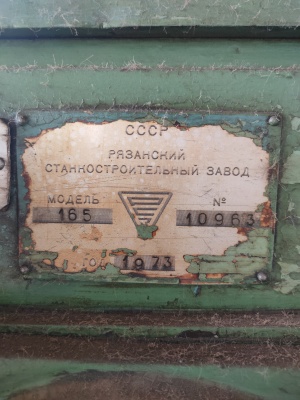 СССР
РЯЗАНСКИЙ
СТАНКОСТРОИТЕЛЬНЫЙ ЗАВОД
МОДЕЛЬ №
165 10963
1973